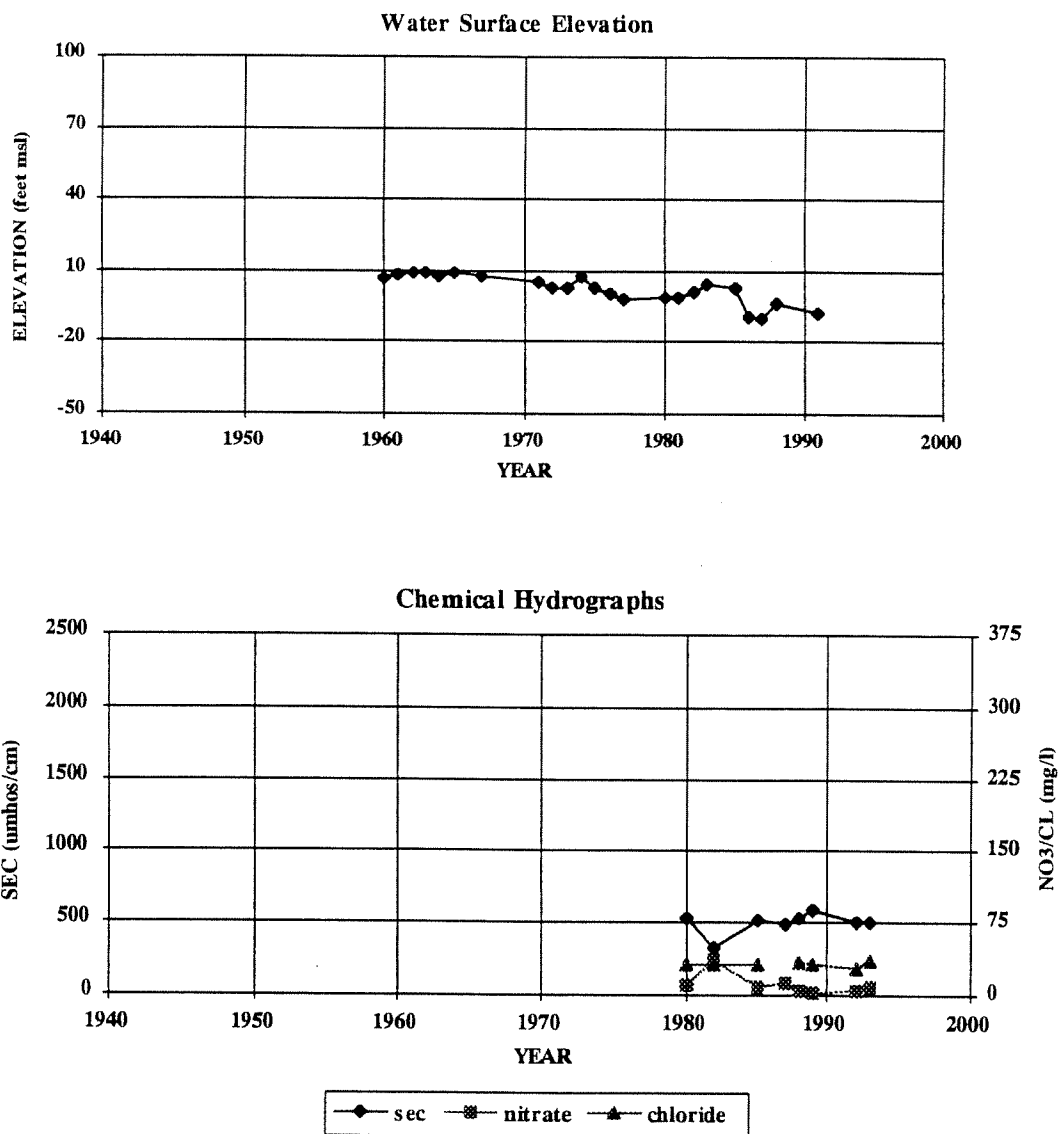 Water Surface Elevation
ELEVATION (feet msl)
100
70
40
10
-20
-50
1940 1950 1960 1970 1980 1990 2000
YEAR
Chemical Hydrographs
SEC (umhos/cm)
2500
2000
1500
1000
500
0
375
300
225
150
75
0
NO3/CL (mg/l)
1940 1950 1960 1970 1980 1990 2000
YEAR
sec nitrate chloride